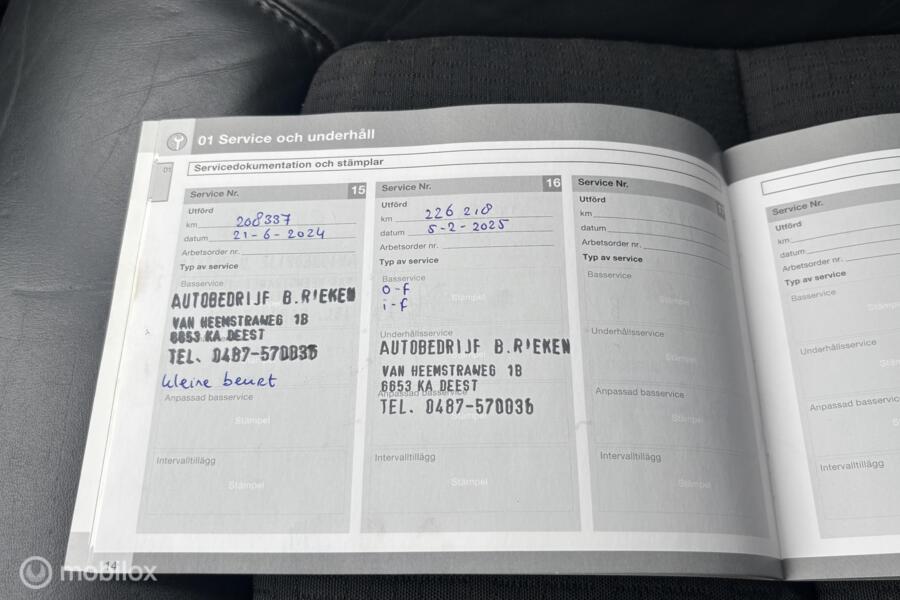 01 Service och underhåll
01
Servicedokumentation och stämplar
Service Nr. 15
Utförd
km 208337
datum 21-6-2024
Arbetsorder nr.
Typ av service
Basservice
AUTOBEDRIJF B.RIEKEN
VAN HEEMSTRAWEG 1B
6653 KA DEEST
TEL. 0487-570036
kleine beurt
Anpassad basservice
Stämpel
Intervalltillägg
Stämpel
14
Service Nr. 16
Utförd
km 226 218
datum 5-2-2025
Arbetsorder nr.
Typ av service
Basservice
O-F
i-F
Stämpel
Underhållsservice
AUTOBEDRIJF B.RIEKEN
VAN HEEMSTRAWEG 1B
6653 KA DEEST
Anpassad basservice
TEL. 0487-570036
Intervalltillägg
Stämpel
Service Nr. 17
Utförd
km
datum
Arbetsorder nr.
Typ av service
Basservice
Stämpel
Underhållsservice
Stämpel
Anpassad basservice
Stämpel
Intervalltillägg
Stämpel
Service Nr.
Utförd
km
datum
Arbetsorder nr.
Typ av service
Basservice
Underhållsservice
Anpassad basservice
Intervalltillägg
mobilox